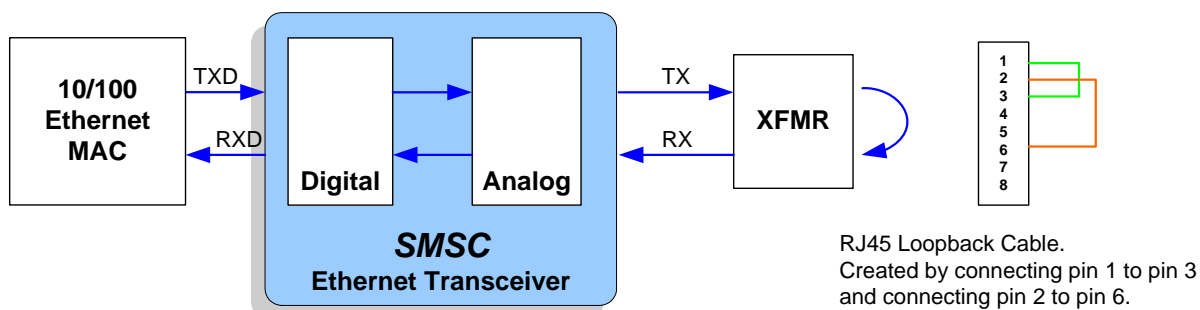 10/100
Ethernet
MAC
TXD
RXD
Digital
Analog
SMSC
Ethernet Transceiver
TX
RX
XFMR
1
2
3
4
5
6
7
8
RJ45 Loopback Cable.
Created by connecting pin 1 to pin 3
and connecting pin 2 to pin 6.